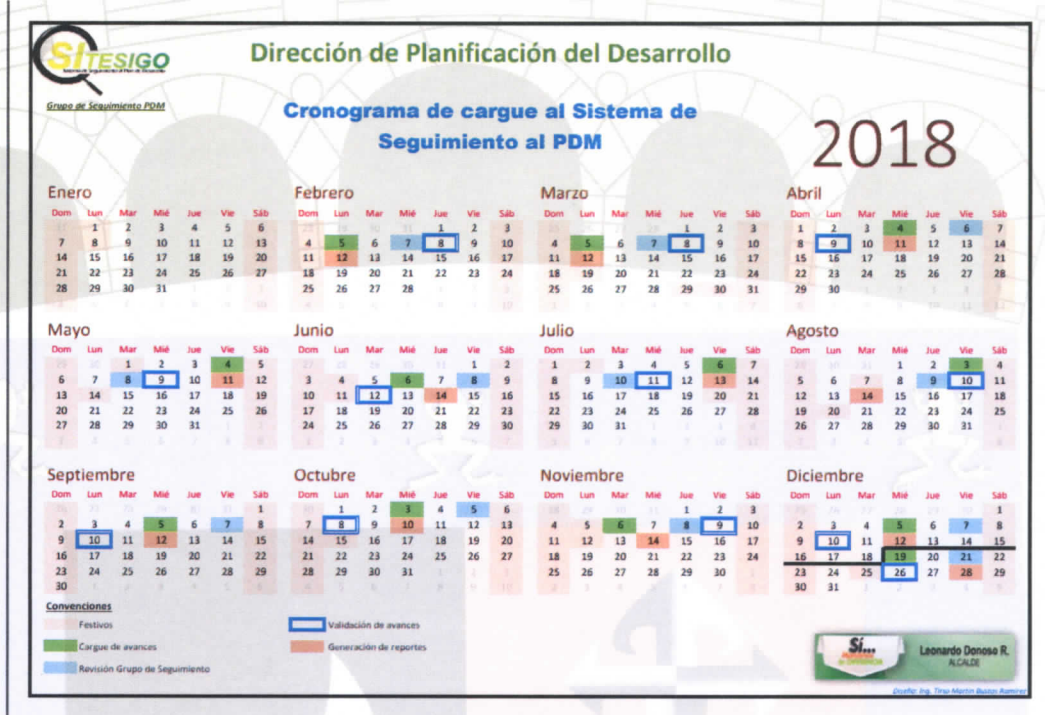 SÍTESIGO
Sistema de Seguimiento al Plan de Desarrollo
Grupo de Seguimiento PDM
Dirección de Planificación del Desarrollo
Cronograma de cargue al Sistema de
Seguimiento al PDM
2018
Enero
Dom Lun Mar Mié Jue Vie Sáb
1 2 3 4 5 6
7 8 9 10 11 12 13
14 15 16 17 18 19 20
21 22 23 24 25 26 27
28 29 30 31
Febrero
Dom Lun Mar Mié Jue Vie Sáb
1 2 3
4 5 6 7 8 9 10
11 12 13 14 15 16 17
18 19 20 21 22 23 24
25 26 27 28
Marzo
Dom Lun Mar Mié Jue Vie Sáb
1 2 3
4 5 6 7 8 9 10
11 12 13 14 15 16 17
18 19 20 21 22 23 24
25 26 27 28 29 30 31
Abril
Dom Lun Mar Mié Jue Vie Sáb
1 2 3 4 5 6 7
8 9 10 11 12 13 14
15 16 17 18 19 20 21
22 23 24 25 26 27 28
29 30
Mayo
Dom Lun Mar Mié Jue Vie Sáb
1 2 3 4 5
6 7 8 9 10 11 12
13 14 15 16 17 18 19
20 21 22 23 24 25 26
27 28 29 30 31
Junio
Dom Lun Mar Mié Jue Vie Sáb
1 2
3 4 5 6 7 8 9
10 11 12 13 14 15 16
17 18 19 20 21 22 23
24 25 26 27 28 29 30
Julio
Dom Lun Mar Mié Jue Vie Sáb
1 2 3 4 5 6 7
8 9 10 11 12 13 14
15 16 17 18 19 20 21
22 23 24 25 26 27 28
29 30 31
Agosto
Dom Lun Mar Mié Jue Vie Sáb
1 2 3 4
5 6 7 8 9 10 11
12 13 14 15 16 17 18
19 20 21 22 23 24 25
26 27 28 29 30 31
Septiembre
Dom Lun Mar Mié Jue Vie Sáb
1
2 3 4 5 6 7 8
9 10 11 12 13 14 15
16 17 18 19 20 21 22
23 24 25 26 27 28 29
30
Octubre
Dom Lun Mar Mié Jue Vie Sáb
1 2 3 4 5 6
7 8 9 10 11 12 13
14 15 16 17 18 19 20
21 22 23 24 25 26 27
28 29 30 31
Noviembre
Dom Lun Mar Mié Jue Vie Sáb
1 2 3
4 5 6 7 8 9 10
11 12 13 14 15 16 17
18 19 20 21 22 23 24
25 26 27 28 29 30
Diciembre
Dom Lun Mar Mié Jue Vie Sáb
1
2 3 4 5 6 7 8
9 10 11 12 13 14 15
16 17 18 19 20 21 22
23 24 25 26 27 28 29
30 31
Convenciones
Festivos
Cargue de avances
Revisión Grupo de Seguimiento
Validación de avances
Generación de reportes
Sí...
Leonardo Donoso R.
ALCALDE
Diseño: Ing. Tirso Martín Bustos Ramírez